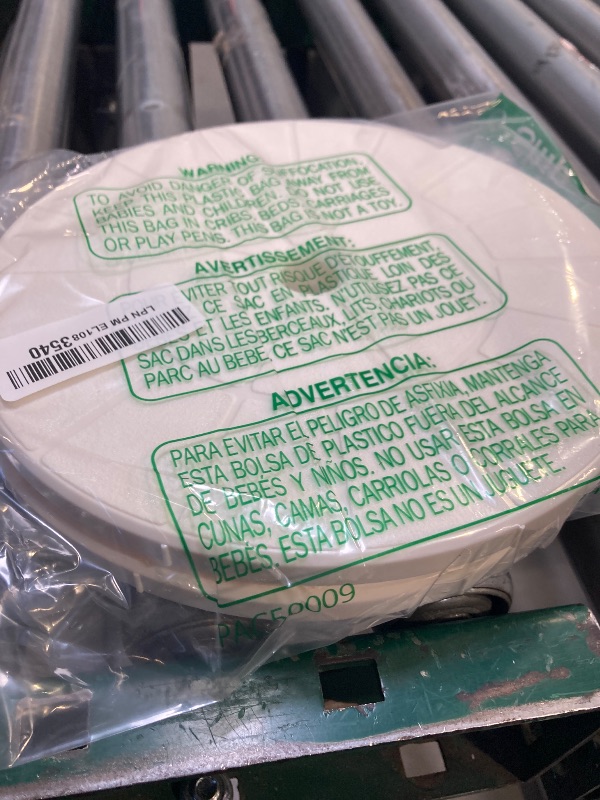 WARNING
TO AVOID DANGER OF SUFFOCATION,
KEEP THIS PLASTIC BAG AWAY FROM
BABIES AND CHILDREN. DO NOT USE
THIS BAG IN CRIBS, BEDS, CARRIAGES
OR PLAY PENS. THIS BAG IS NOT A TOY.
AVERTISSEMENT:
ÉVITER TOUT RISQUE D'ÉTOUFFEMENT,
CE SAC EN PLASTIQUE LOIN DES
ET LES ENFANTS. N'UTILISEZ PAS CE
SAC DANS LES BERCEAUX, LITS, CHARIOTS OU
PARC AU BEBÉ, CE SAC N'EST PAS UN JOUET.
LPN PM EL108 3540
ADVERTENCIA:
PARA EVITAR EL PELIGRO DE ASFIXIA, MANTENGA
ESTA BOLSA DE PLASTICO FUERA DEL ALCANCE
DE BEBÈS Y NIÑOS. NO USAR ESTA BOLSA EN
CUNAS, CAMAS, CARRIOLAS O CORRALES PARA
BEBÈS. ESTA BOLSA NO ES UN JUGUETE.